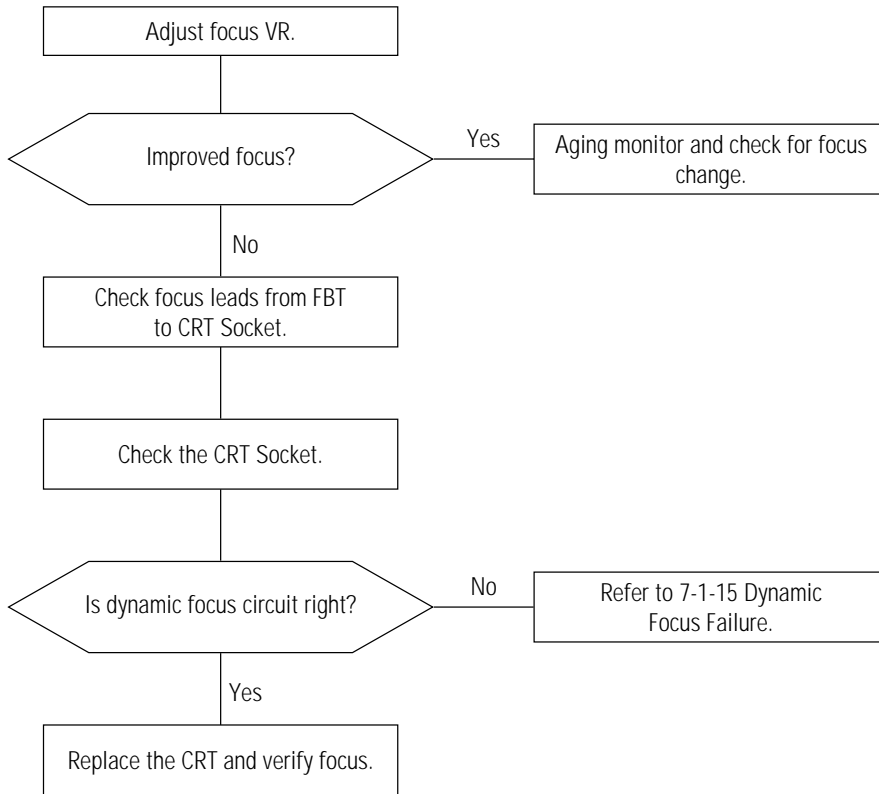 Adjust focus VR.
Improved focus?
Yes
Aging monitor and check for focus
change.
No
Check focus leads from FBT
to CRT Socket.
Check the CRT Socket.
Is dynamic focus circuit right?
No
Refer to 7-1-15 Dynamic
Focus Failure.
Yes
Replace the CRT and verify focus.